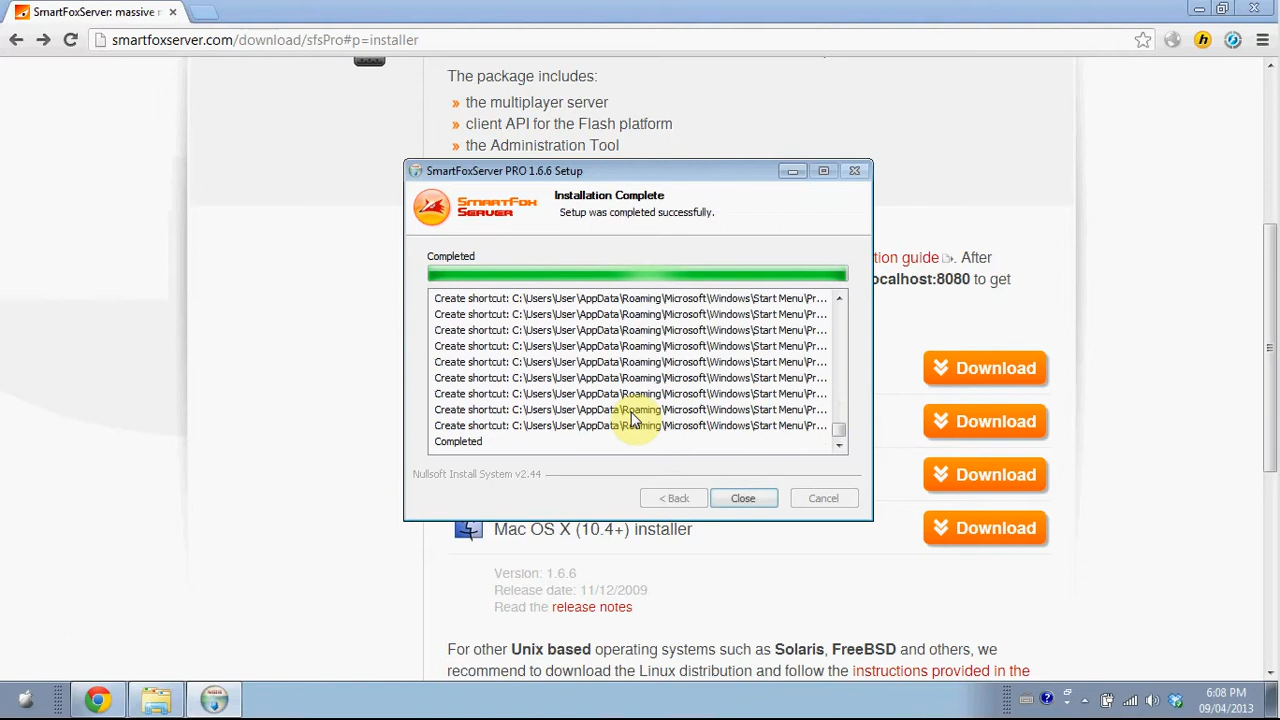 SmartFoxServer: massive r
smartfoxserver.com/download/sfsPro#p=installer
The package includes:
» the multiplayer server
» client API for the Flash platform
» the Administration Tool
SmartFoxServer PRO 1.6.6 Setup
SMARTFOX
SERVER
Installation Complete
Setup was completed successfully.
Completed
tion guide . After
ocalhost:8080 to get
Create shortcut: C:\Users\User\AppData\Roaming\Microsoft\Windows\Start Menu\Pr...
Create shortcut: C:\Users\User\AppData\Roaming\Microsoft\Windows\Start Menu\Pr...
Create shortcut: C:\Users\User\AppData\Roaming\Microsoft\Windows\Start Menu\Pr...
Create shortcut: C:\Users\User\AppData\Roaming\Microsoft\Windows\Start Menu\Pr...
Create shortcut: C:\Users\User\AppData\Roaming\Microsoft\Windows\Start Menu\Pr...
Create shortcut: C:\Users\User\AppData\Roaming\Microsoft\Windows\Start Menu\Pr...
Create shortcut: C:\Users\User\AppData\Roaming\Microsoft\Windows\Start Menu\Pr...
Create shortcut: C:\Users\User\AppData\Roaming\Microsoft\Windows\Start Menu\Pr...
Create shortcut: C:\Users\User\AppData\Roaming\Microsoft\Windows\Start Menu\Pr...
Completed
Nullsoft Install System v2.44
< Back
Close
Cancel
Download
Download
Download
Mac OS X (10.4+) installer
Download
Version: 1.6.6
Release date: 11/12/2009
Read the release notes
For other Unix based operating systems such as Solaris, FreeBSD and others, we
recommend to download the Linux distribution and follow the instructions provided in the
6:08 PM
09/04/2013